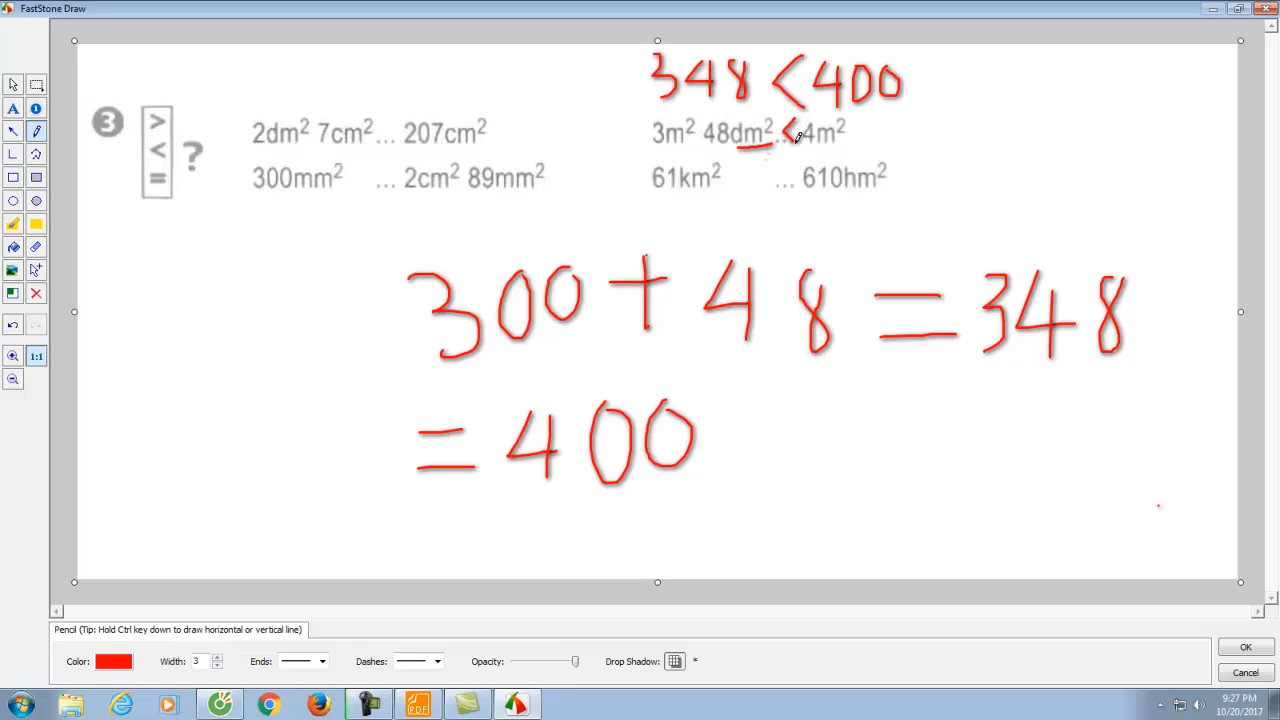 FastStone Draw
348 < 400
3
>
<
=
?
2dm² 7cm² ... 207cm²
3m² 48dm² ... < 4m²
300mm² ... 2cm² 89mm²
61km² ... 610hm²
300 + 48 = 348
= 400
Pencil (Tip: Hold Ctrl key down to draw horizontal or vertical line)
Color: Width: 3 Ends: Dashes: Opacity: Drop Shadow: *
OK
Cancel
9:27 PM
10/20/2017